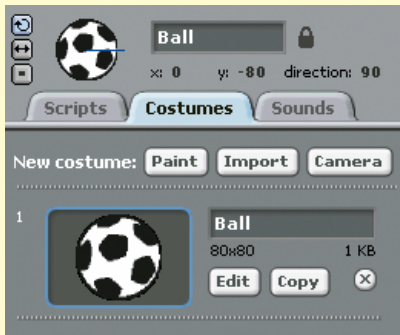 Ball
x: 0 y: -80 direction: 90
Scripts Costumes Sounds
New costume: Paint Import Camera
1
Ball
80x80 1 KB
Edit Copy